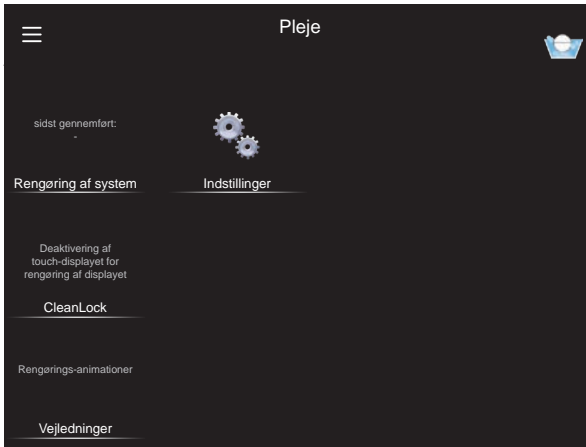 Pleje
sidst gennemført:
-
Rengøring af system
Indstillinger
Deaktivering af
touch-displayet for
rengøring af displayet
CleanLock
Rengørings-animationer
Vejledninger